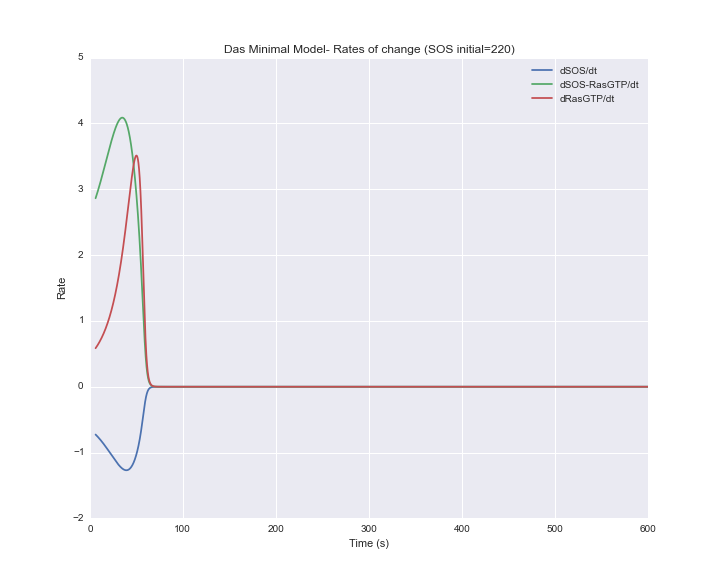 Das Minimal Model- Rates of change (SOS initial=220)
dSOS/dt
dSOS-RasGTP/dt
dRasGTP/dt
5
4
3
2
1
0
−1
−2
Rate
0 100 200 300 400 500 600
Time (s)